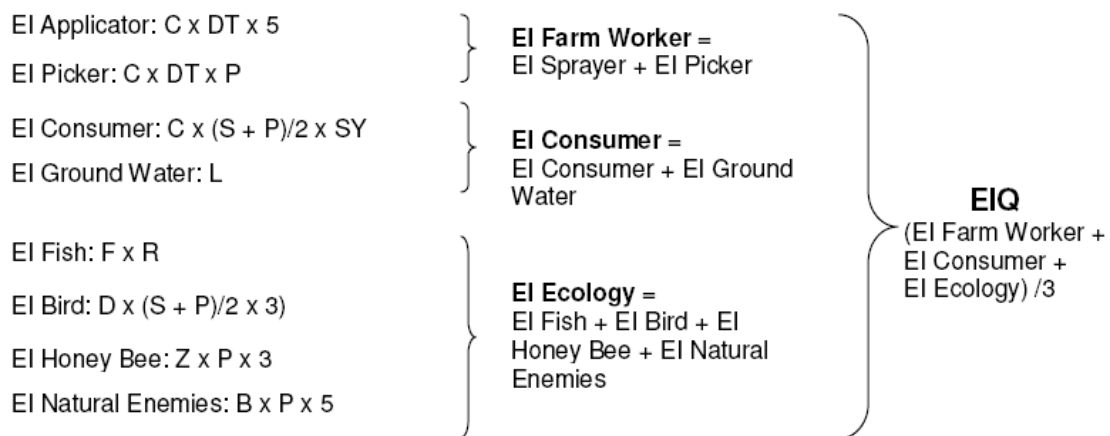 EI Applicator: C x DT x 5
EI Picker: C x DT x P
EI Farm Worker =
EI Sprayer + EI Picker
EI Consumer: C x (S + P)/2 x SY
EI Ground Water: L
EI Consumer =
EI Consumer + EI Ground
Water
EI Fish: F x R
EI Bird: D x (S + P)/2 x 3)
EI Honey Bee: Z x P x 3
EI Natural Enemies: B x P x 5
EI Ecology =
EI Fish + EI Bird + EI
Honey Bee + EI Natural
Enemies
EIQ
(EI Farm Worker +
EI Consumer +
EI Ecology) /3